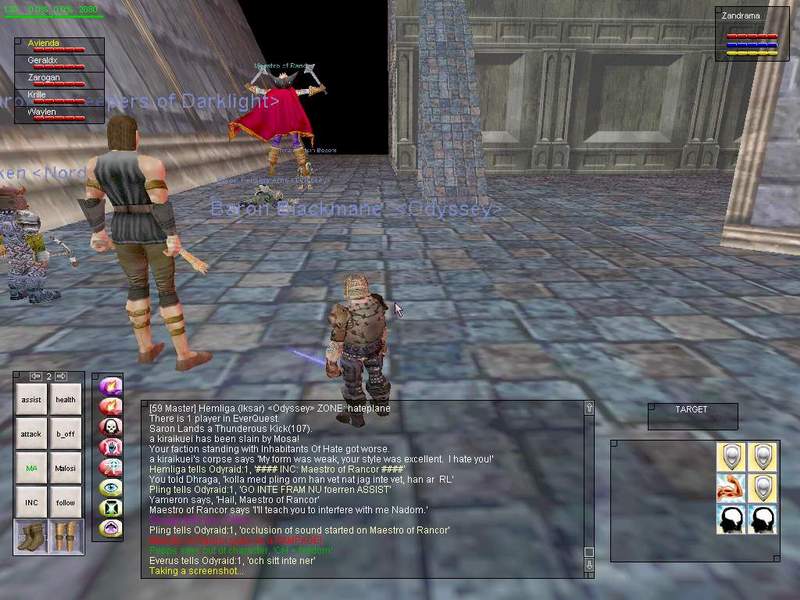 Zandrama
Avienda
Geraldx
Zarogan
Krille
Waylen
Maestro of Rancor
eepers of Darklight>
ken <Nord
Baron Blackmane <Odyssey>
2
assist
health
attack
b_off
MA
Malosi
INC
follow
TARGET
[59 Master] Hemliga (Iksar) <Odyssey> ZONE: hateplane
There is 1 player in EverQuest.
Saron Lands a Thunderous Kick(107).
a kiraikuei has been slain by Mosa!
Your faction standing with Inhabitants Of Hate got worse.
a kiraikuei's corpse says 'My form was weak, your style was excellent.  I hate you!'
Hemliga tells Odyraid:1, '#### INC: Maestro of Rancor ####'
You told Dhraga, 'kolla med pling om han vet nat jag inte vet, han ar  RL'
Pling tells Odyraid:1, 'GO INTE FRAM NU foerren ASSIST'
Yameron says, 'Hail, Maestro of Rancor'
Maestro of Rancor says 'I'll teach you to interfere with me Nadom.'
Pling tells Odyraid:1, 'occlusion of sound started on Maestro of Rancor'
Everus tells Odyraid:1, 'och sitt inte ner'
Taking a screenshot...